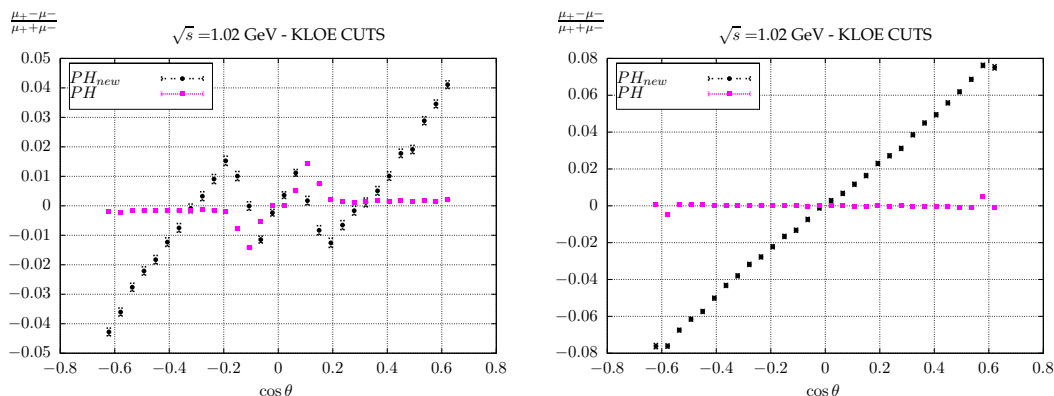 μ+−μ−
μ++μ−
√s =1.02 GeV - KLOE CUTS
PHnew
PH
0.05
0.04
0.03
0.02
0.01
0
−0.01
−0.02
−0.03
−0.04
−0.05
−0.8 −0.6 −0.4 −0.2 0 0.2 0.4 0.6 0.8
cos θ
μ+−μ−
μ++μ−
√s =1.02 GeV - KLOE CUTS
PHnew
PH
0.08
0.06
0.04
0.02
0
−0.02
−0.04
−0.06
−0.08
−0.8 −0.6 −0.4 −0.2 0 0.2 0.4 0.6 0.8
cos θ